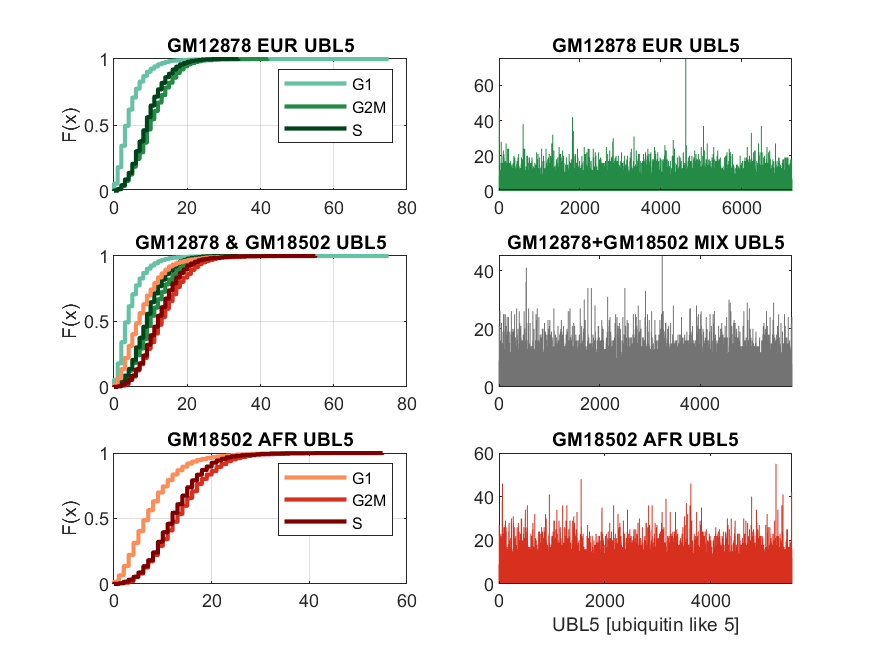 GM12878 EUR UBL5
1
0.5
0
F(x)
G1
G2M
S
0 20 40 60 80
GM12878 EUR UBL5
60
40
20
0
0 2000 4000 6000
GM12878 & GM18502 UBL5
1
0.5
0
F(x)
0 20 40 60 80
GM12878+GM18502 MIX UBL5
40
20
0
0 2000 4000
GM18502 AFR UBL5
1
0.5
0
F(x)
G1
G2M
S
0 20 40 60
GM18502 AFR UBL5
60
40
20
0
0 2000 4000
UBL5 [ubiquitin like 5]